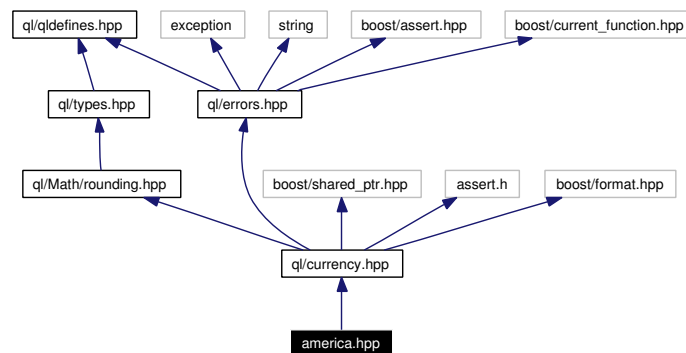 ql/qldefines.hpp
exception
string
boost/assert.hpp
boost/current_function.hpp
ql/types.hpp
ql/errors.hpp
ql/Math/rounding.hpp
boost/shared_ptr.hpp
assert.h
boost/format.hpp
ql/currency.hpp
america.hpp